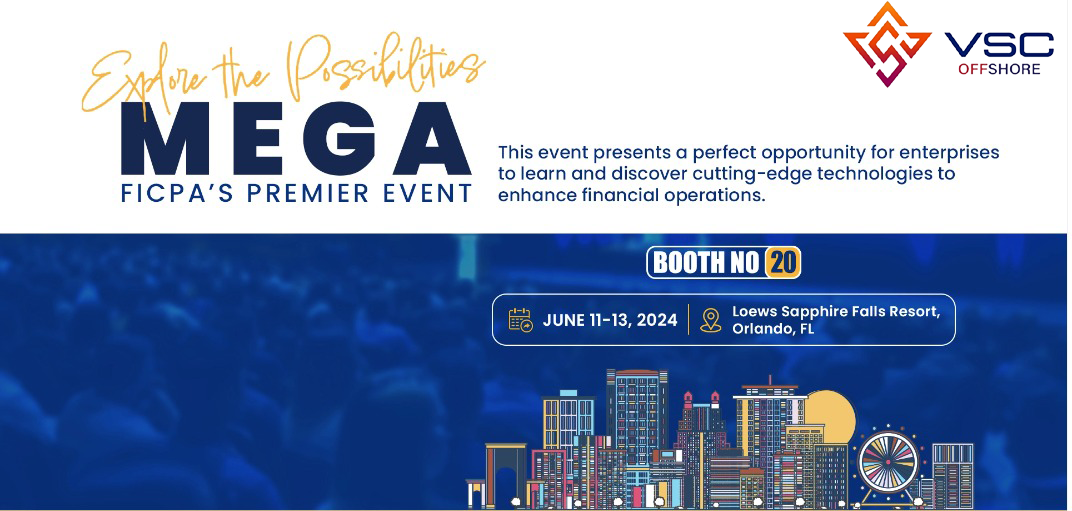 VSC
OFFSHORE
Explore the Possibilities
MEGA
FICPA'S PREMIER EVENT
This event presents a perfect opportunity for enterprises
to learn and discover cutting-edge technologies to
enhance financial operations.
BOOTH NO 20
JUNE 11-13, 2024
Loews Sapphire Falls Resort,
Orlando, FL